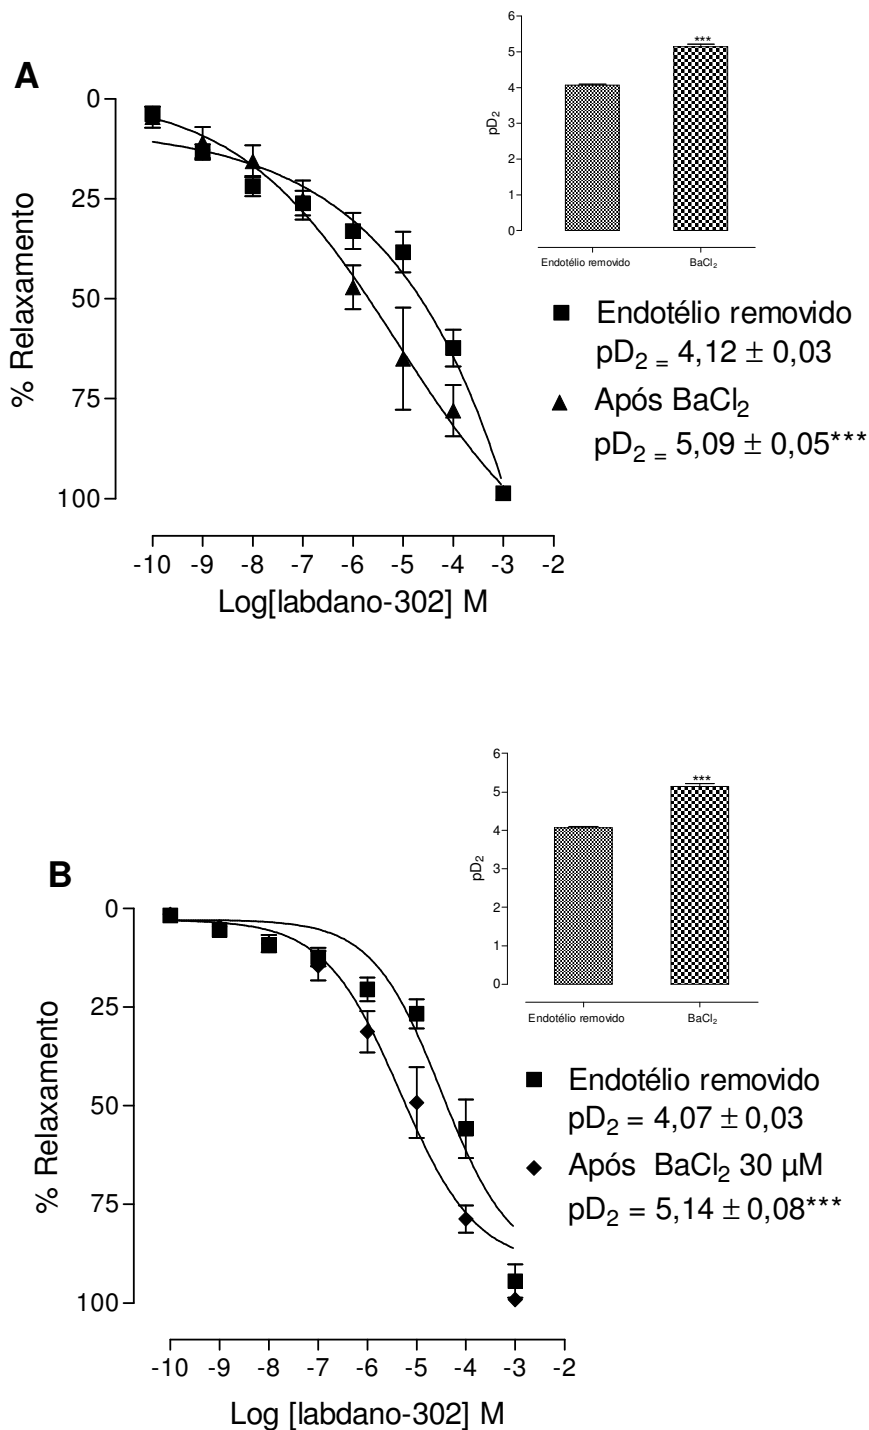 A
6
5
4
3
2
1
0
pD2
***
Endotélio removido
BaCl2
0
25
50
75
100
% Relaxamento
-10 -9 -8 -7 -6 -5 -4 -3 -2
Log[labdano-302] M
Endotélio removido
pD2 = 4,12 ± 0,03
Após BaCl2
pD2 = 5,09 ± 0,05***
B
6
5
4
3
2
1
0
pD2
***
Endotélio removido
BaCl2
0
25
50
75
100
% Relaxamento
-10 -9 -8 -7 -6 -5 -4 -3 -2
Log [labdano-302] M
Endotélio removido
pD2 = 4,07 ± 0,03
Após BaCl2 30 µM
pD2 = 5,14 ± 0,08***